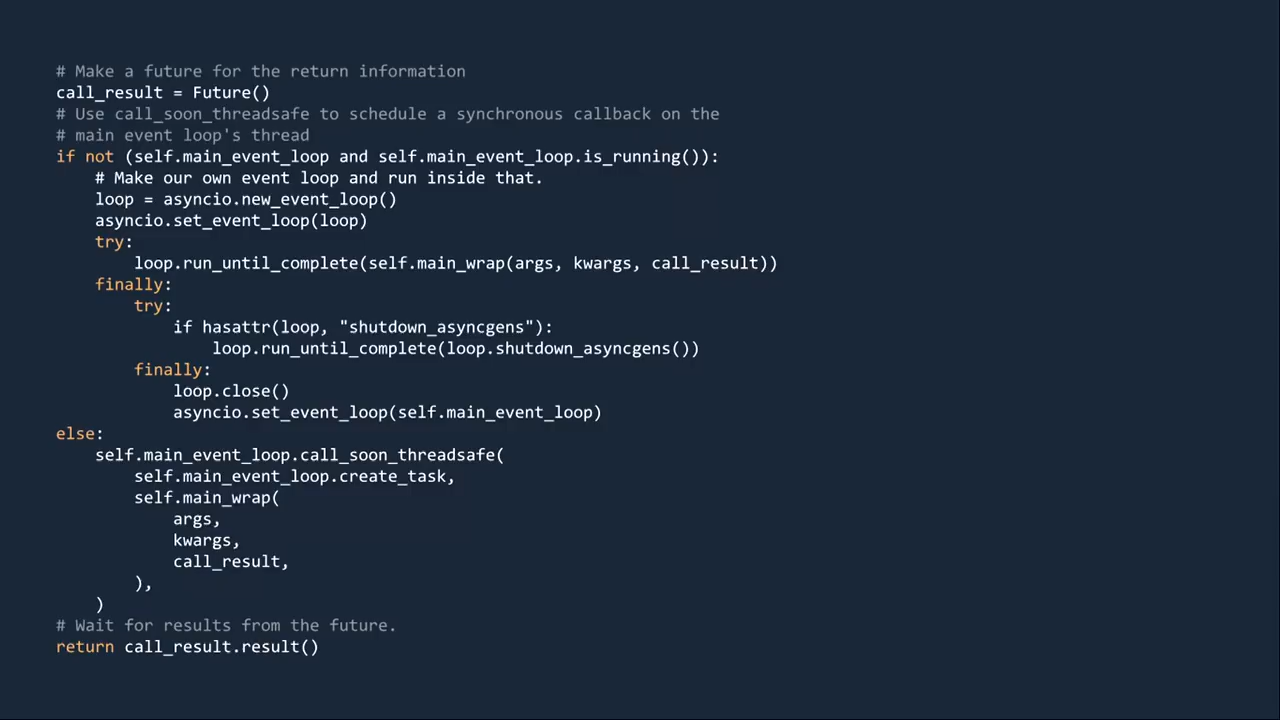 # Make a future for the return information
call_result = Future()
# Use call_soon_threadsafe to schedule a synchronous callback on the
# main event loop's thread
if not (self.main_event_loop and self.main_event_loop.is_running()):
    # Make our own event loop and run inside that.
    loop = asyncio.new_event_loop()
    asyncio.set_event_loop(loop)
    try:
        loop.run_until_complete(self.main_wrap(args, kwargs, call_result))
    finally:
        try:
            if hasattr(loop, "shutdown_asyncgens"):
                loop.run_until_complete(loop.shutdown_asyncgens())
        finally:
            loop.close()
            asyncio.set_event_loop(self.main_event_loop)
else:
    self.main_event_loop.call_soon_threadsafe(
        self.main_event_loop.create_task,
        self.main_wrap(
            args,
            kwargs,
            call_result,
        ),
    )
# Wait for results from the future.
return call_result.result()